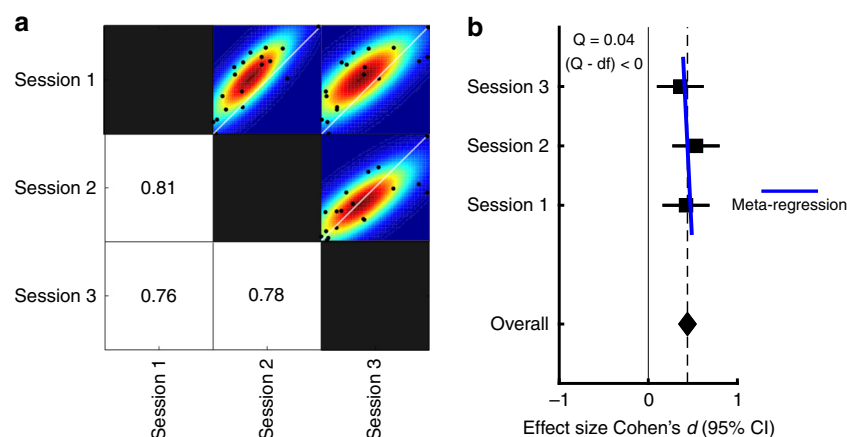 a
Session 1
Session 2
0.81
Session 3
0.76
0.78
Session 1
Session 2
Session 3
b
Q = 0.04
(Q - df) < 0
Session 3
Session 2
Session 1
Meta-regression
Overall
–1
0
1
Effect size Cohen's d (95% CI)